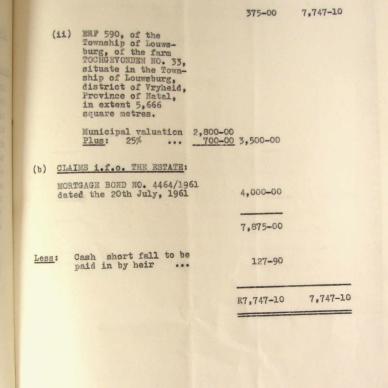 375-00 7,747-10
(ii) ERF 590, of the
Township of Louws-
burg, of the farm
TOCHGEVONDEN NO. 33,
situate in the Town-
ship of Louwsburg,
district of Vryheid,
Province of Natal,
in extent 5,666
square metres.
Municipal valuation 2,800-00
Plus: 25% ... 700-00 3,500-00
(b) CLAIMS i.f.o. THE ESTATE:
MORTGAGE BOND NO. 4464/1961
dated the 20th July, 1961 4,000-00
7,875-00
Less: Cash short fall to be
paid in by heir ... 127-90
R7,747-10 7,747-10